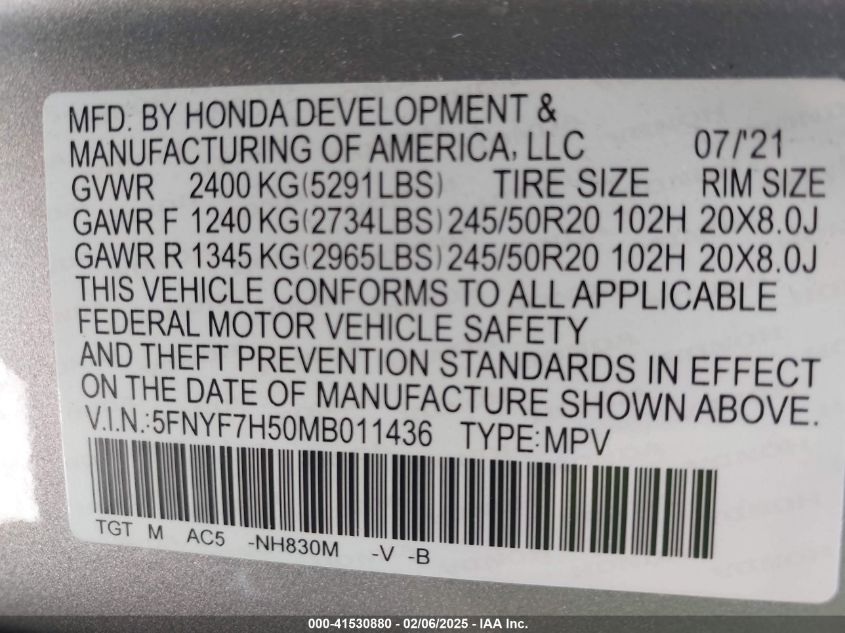 MFD. BY HONDA DEVELOPMENT &
MANUFACTURING OF AMERICA, LLC 07/'21
GVWR 2400 KG(5291LBS) TIRE SIZE RIM SIZE
GAWR F 1240 KG(2734LBS) 245/50R20 102H 20X8.0J
GAWR R 1345 KG(2965LBS) 245/50R20 102H 20X8.0J
THIS VEHICLE CONFORMS TO ALL APPLICABLE
FEDERAL MOTOR VEHICLE SAFETY
AND THEFT PREVENTION STANDARDS IN EFFECT
ON THE DATE OF MANUFACTURE SHOWN ABOVE.
V.I.N.:5FNYF7H50MB011436 TYPE:MPV
TGT M AC5 -NH830M -V -B
000-41530880 - 02/06/2025 - IAA Inc.